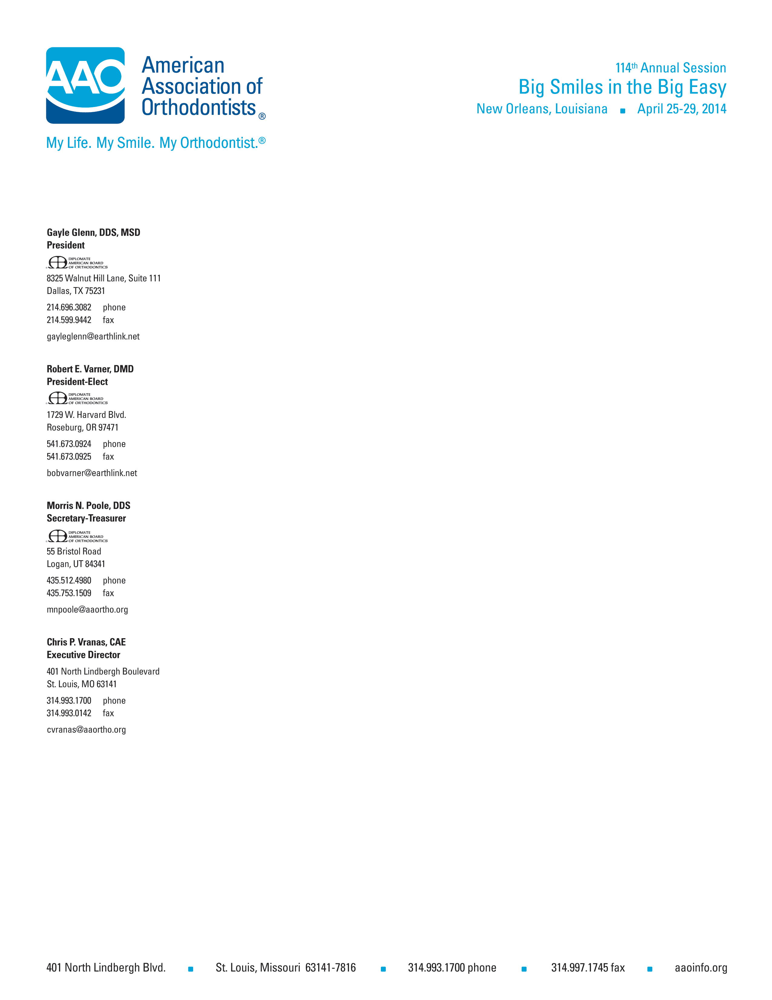 AAO
American
Association of
Orthodontists ®
My Life. My Smile. My Orthodontist.®
114th Annual Session
Big Smiles in the Big Easy
New Orleans, Louisiana ■ April 25-29, 2014
Gayle Glenn, DDS, MSD
President
DIPLOMATE
AMERICAN BOARD
OF ORTHODONTICS
8325 Walnut Hill Lane, Suite 111
Dallas, TX 75231
214.696.3082 phone
214.599.9442 fax
gayleglenn@earthlink.net
Robert E. Varner, DMD
President-Elect
DIPLOMATE
AMERICAN BOARD
OF ORTHODONTICS
1729 W. Harvard Blvd.
Roseburg, OR 97471
541.673.0924 phone
541.673.0925 fax
bobvarner@earthlink.net
Morris N. Poole, DDS
Secretary-Treasurer
DIPLOMATE
AMERICAN BOARD
OF ORTHODONTICS
55 Bristol Road
Logan, UT 84341
435.512.4980 phone
435.753.1509 fax
mnpoole@aaortho.org
Chris P. Vranas, CAE
Executive Director
401 North Lindbergh Boulevard
St. Louis, MO 63141
314.993.1700 phone
314.993.0142 fax
cvranas@aaortho.org
401 North Lindbergh Blvd. ■ St. Louis, Missouri 63141-7816 ■ 314.993.1700 phone ■ 314.997.1745 fax ■ aaoinfo.org